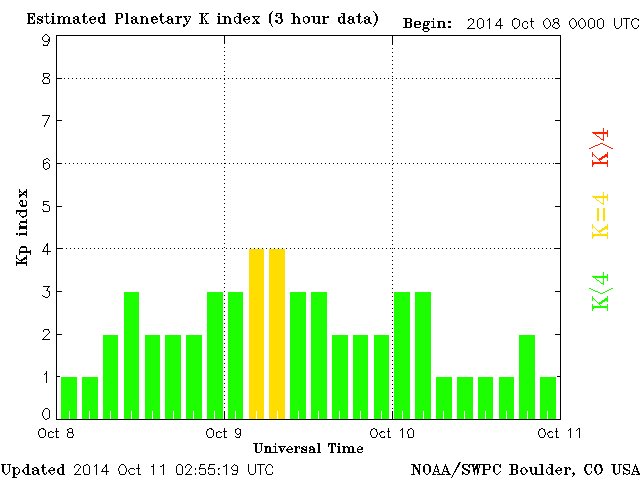 Estimated Planetary K index (3 hour data)
Begin: 2014 Oct 08 0000 UTC
9
8
7
6
5
4
3
2
1
0
Kp index
K>4
K=4
K<4
Oct 8
Oct 9
Oct 10
Oct 11
Universal Time
Updated 2014 Oct 11 02:55:19 UTC
NOAA/SWPC Boulder, CO USA